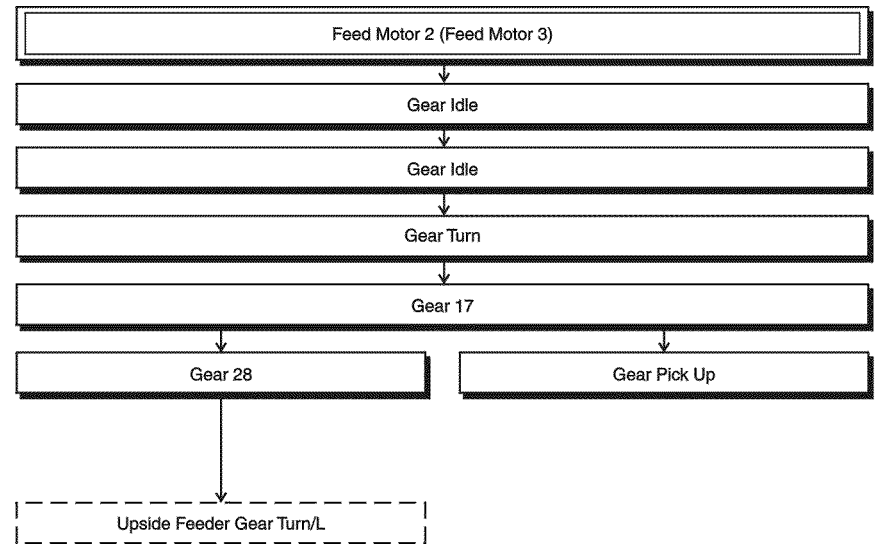 Feed Motor 2 (Feed Motor 3)
Gear Idle
Gear Idle
Gear Turn
Gear 17
Gear 28
Gear Pick Up
Upside Feeder Gear Turn/L